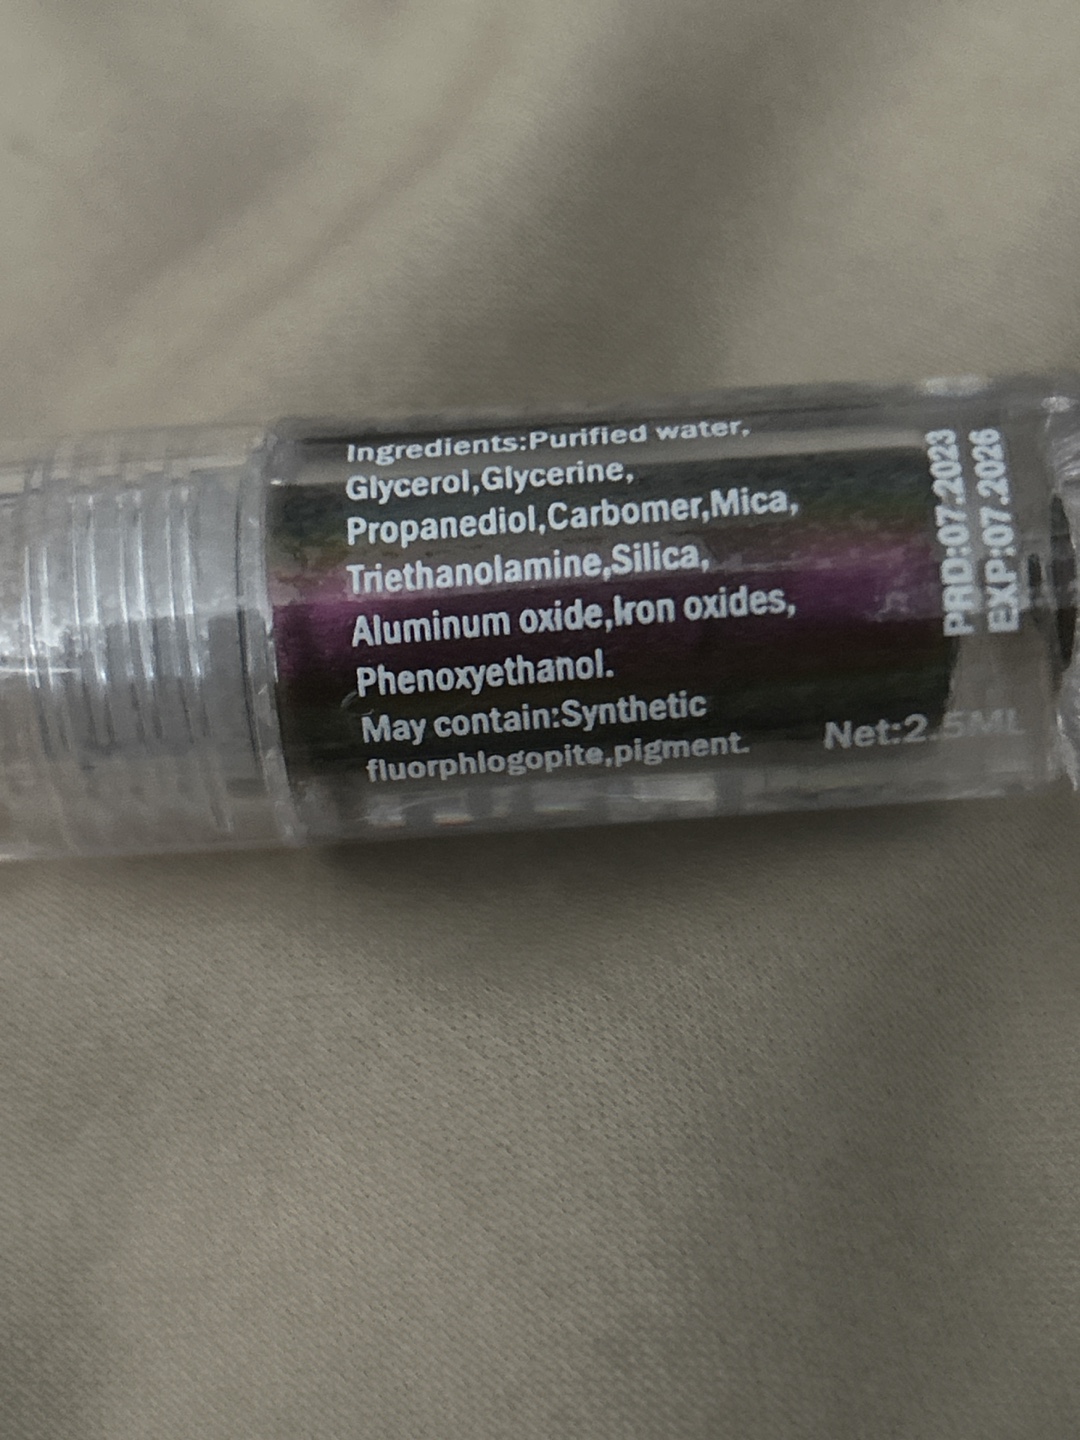 Ingredients:Purified water,
Glycerol,Glycerine,
Propanediol,Carbomer,Mica,
Triethanolamine,Silica,
Aluminum oxide,Iron oxides,
Phenoxyethanol.
May contain:Synthetic
fluorphlogopite,pigment.
Net:2.5ML
PRD:07.2023
EXP:07.2026